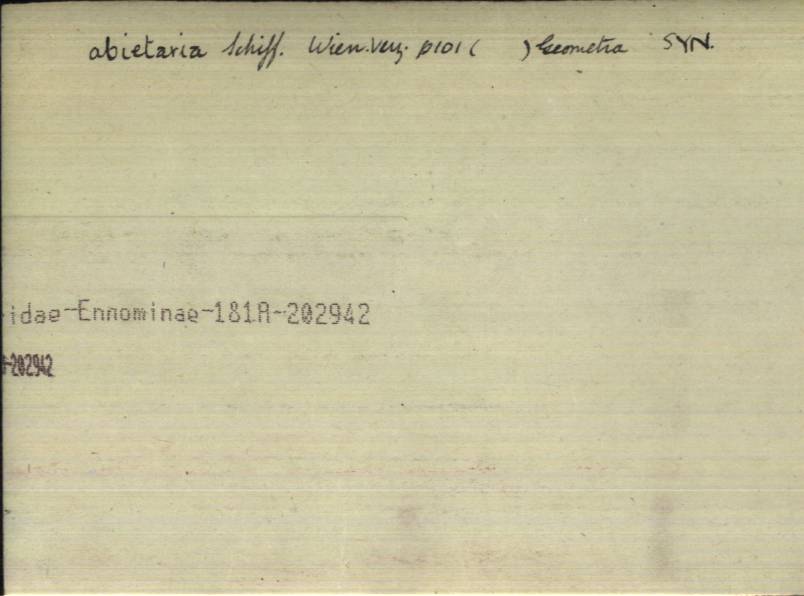 abietaria Schiff. Wien.Verz. p101 ( ) Geometra SYN.
idae-Ennominae-181A-202942
-202942